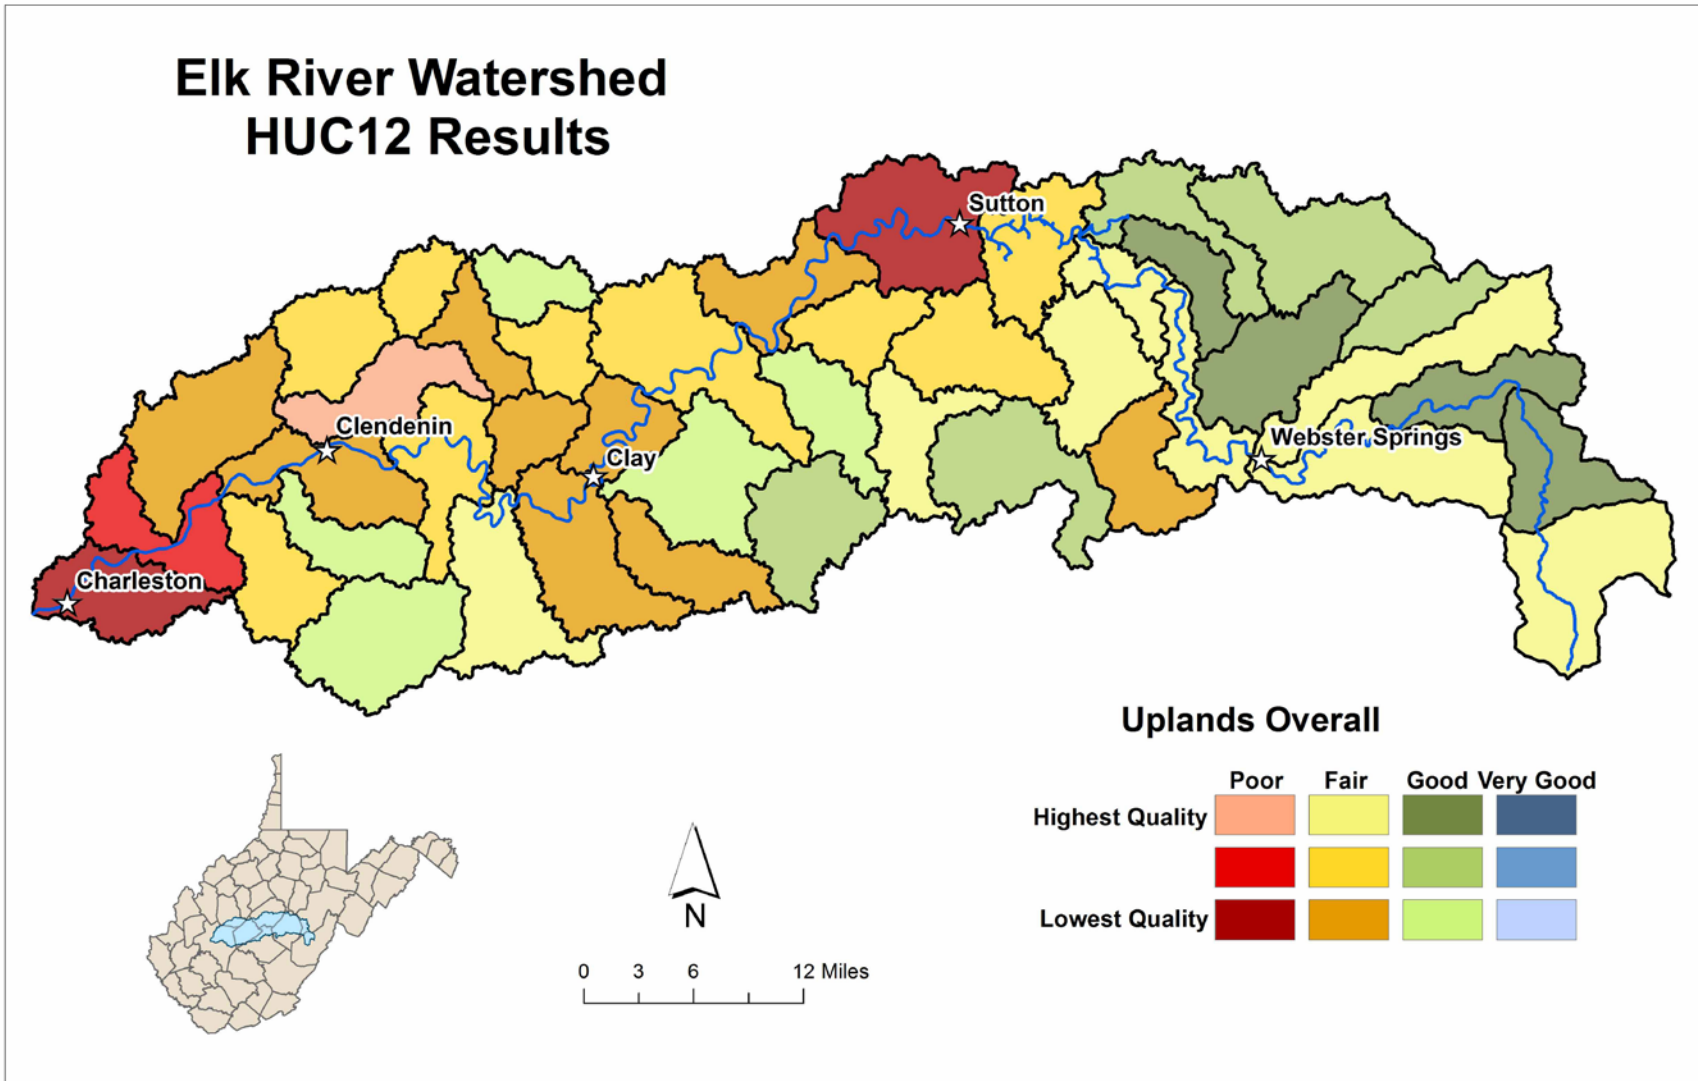 Elk River Watershed
HUC12 Results
Sutton
Clendenin
Clay
Webster Springs
Charleston
Uplands Overall
Poor Fair Good Very Good
Highest Quality
Lowest Quality
N
0 3 6 12 Miles